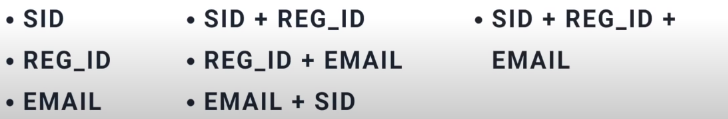 • SID
• REG_ID
• EMAIL
• SID + REG_ID
• REG_ID + EMAIL
• EMAIL + SID
• SID + REG_ID +
EMAIL